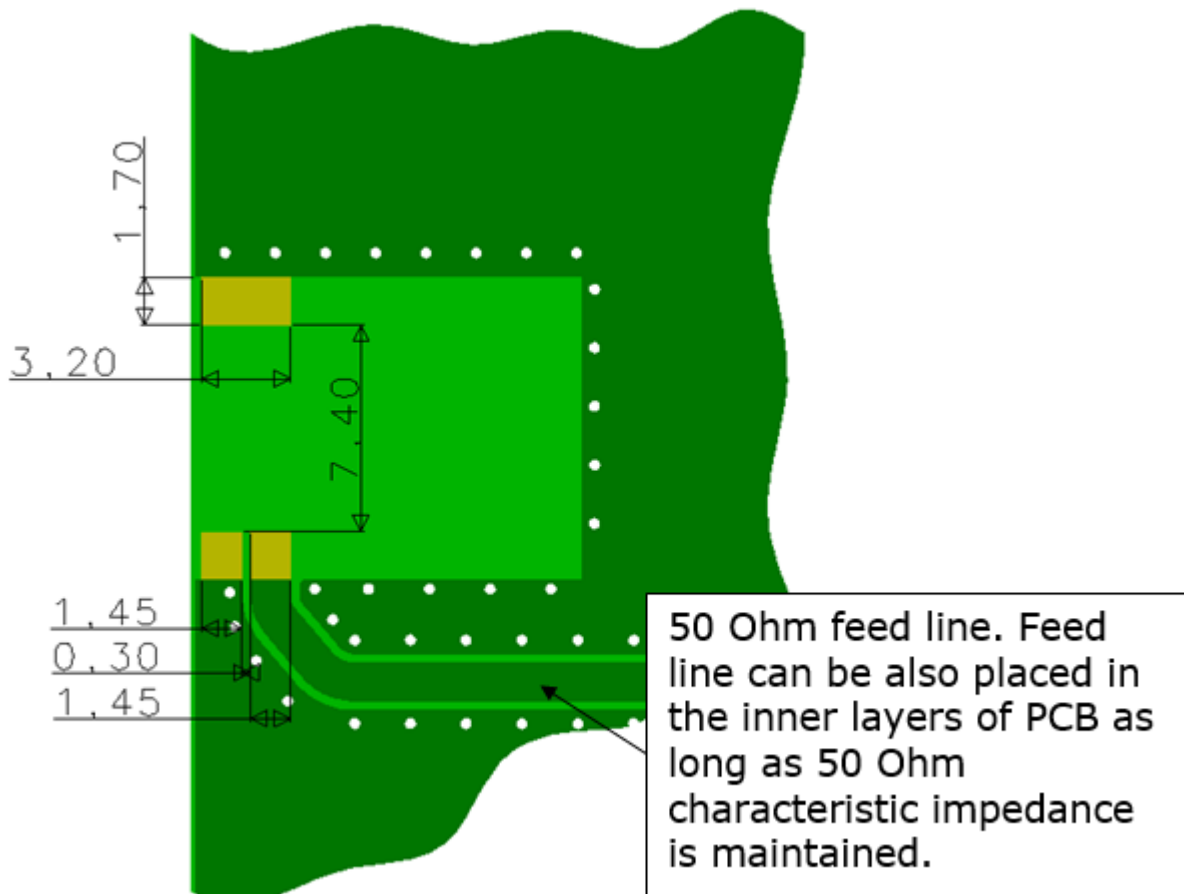 1,70
3,20
7,40
1,45
0,30
1,45
50 Ohm feed line. Feed
line can be also placed in
the inner layers of PCB as
long as 50 Ohm
characteristic impedance
is maintained.